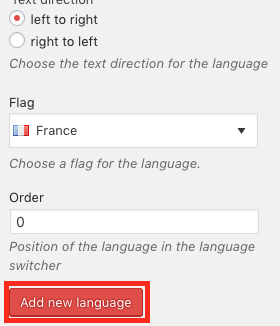 Text direction
left to right
right to left
Choose the text direction for the language
Flag
France
Choose a flag for the language.
Order
0
Position of the language in the language
switcher
Add new language